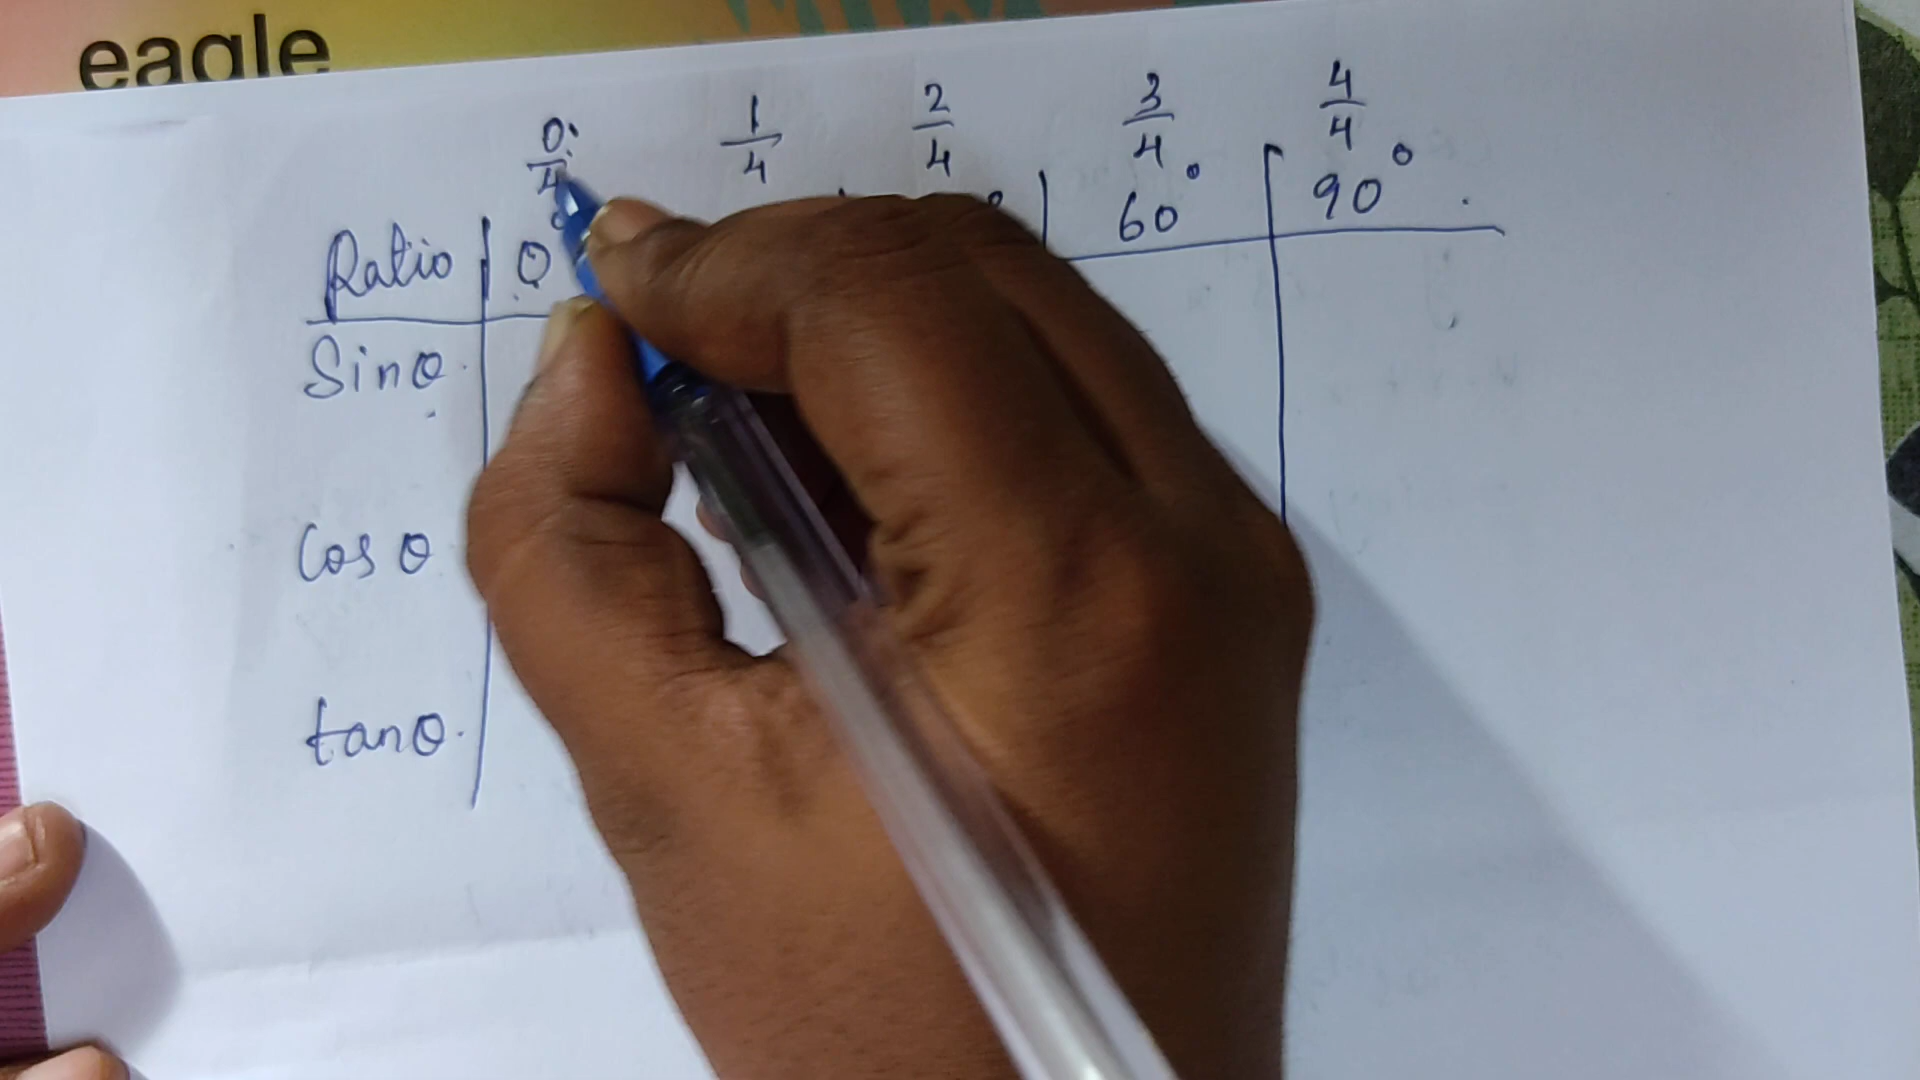 eagle
0/4 1/4 2/4 3/4 4/4
Ratio 0° 60° 90°
Sinθ
Cosθ
tanθ